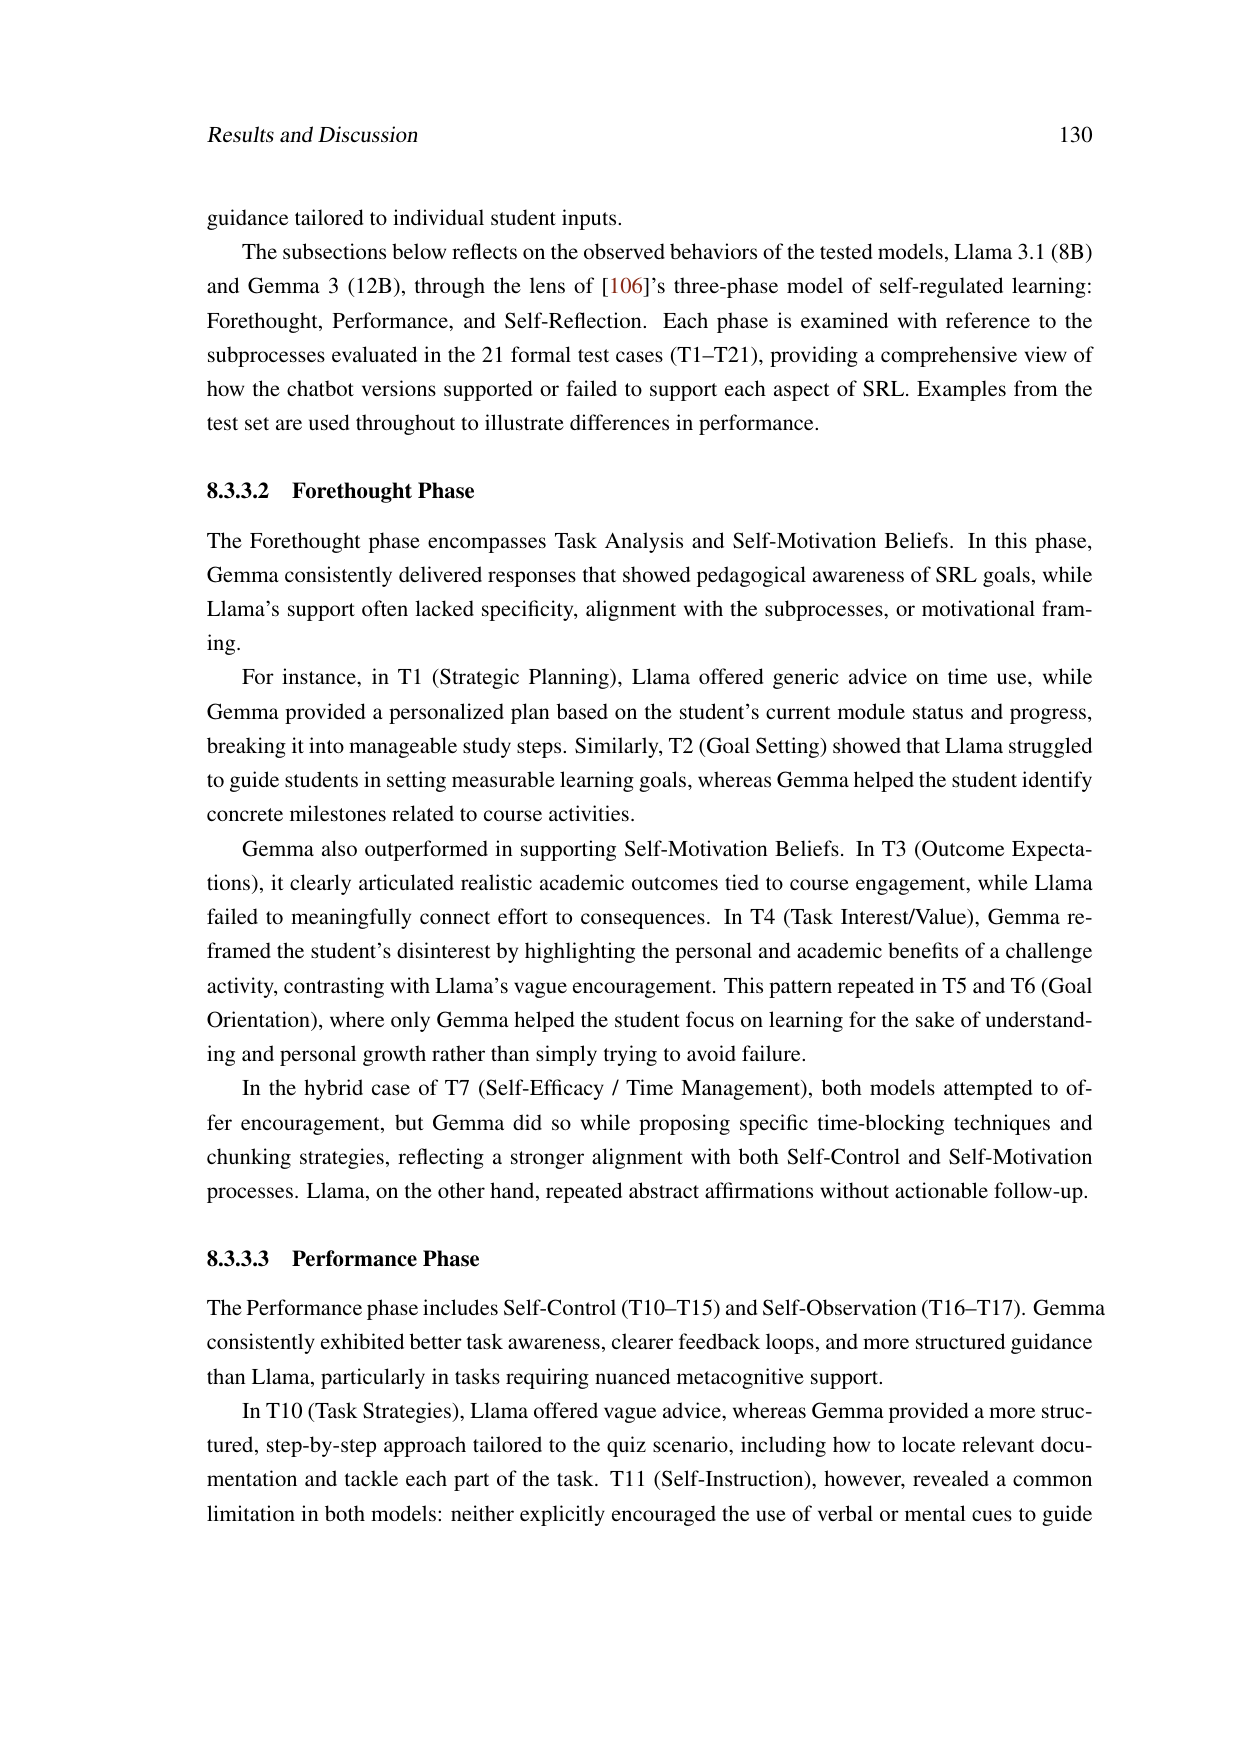 Results and Discussion 130
guidance tailored to individual student inputs.
The subsections below reflects on the observed behaviors of the tested models, Llama 3.1 (8B)
and Gemma 3 (12B), through the lens of [106]’s three-phase model of self-regulated learning:
Forethought, Performance, and Self-Reflection. Each phase is examined with reference to the
subprocesses evaluated in the 21 formal test cases (T1–T21), providing a comprehensive view of
how the chatbot versions supported or failed to support each aspect of SRL. Examples from the
test set are used throughout to illustrate differences in performance.
8.3.3.2 Forethought Phase
The Forethought phase encompasses Task Analysis and Self-Motivation Beliefs. In this phase,
Gemma consistently delivered responses that showed pedagogical awareness of SRL goals, while
Llama’s support often lacked specificity, alignment with the subprocesses, or motivational fram-
ing.
For instance, in T1 (Strategic Planning), Llama offered generic advice on time use, while
Gemma provided a personalized plan based on the student’s current module status and progress,
breaking it into manageable study steps. Similarly, T2 (Goal Setting) showed that Llama struggled
to guide students in setting measurable learning goals, whereas Gemma helped the student identify
concrete milestones related to course activities.
Gemma also outperformed in supporting Self-Motivation Beliefs. In T3 (Outcome Expecta-
tions), it clearly articulated realistic academic outcomes tied to course engagement, while Llama
failed to meaningfully connect effort to consequences. In T4 (Task Interest/Value), Gemma re-
framed the student’s disinterest by highlighting the personal and academic benefits of a challenge
activity, contrasting with Llama’s vague encouragement. This pattern repeated in T5 and T6 (Goal
Orientation), where only Gemma helped the student focus on learning for the sake of understand-
ing and personal growth rather than simply trying to avoid failure.
In the hybrid case of T7 (Self-Efficacy / Time Management), both models attempted to of-
fer encouragement, but Gemma did so while proposing specific time-blocking techniques and
chunking strategies, reflecting a stronger alignment with both Self-Control and Self-Motivation
processes. Llama, on the other hand, repeated abstract affirmations without actionable follow-up.
8.3.3.3 Performance Phase
The Performance phase includes Self-Control (T10–T15) and Self-Observation (T16–T17). Gemma
consistently exhibited better task awareness, clearer feedback loops, and more structured guidance
than Llama, particularly in tasks requiring nuanced metacognitive support.
In T10 (Task Strategies), Llama offered vague advice, whereas Gemma provided a more struc-
tured, step-by-step approach tailored to the quiz scenario, including how to locate relevant docu-
mentation and tackle each part of the task. T11 (Self-Instruction), however, revealed a common
limitation in both models: neither explicitly encouraged the use of verbal or mental cues to guide